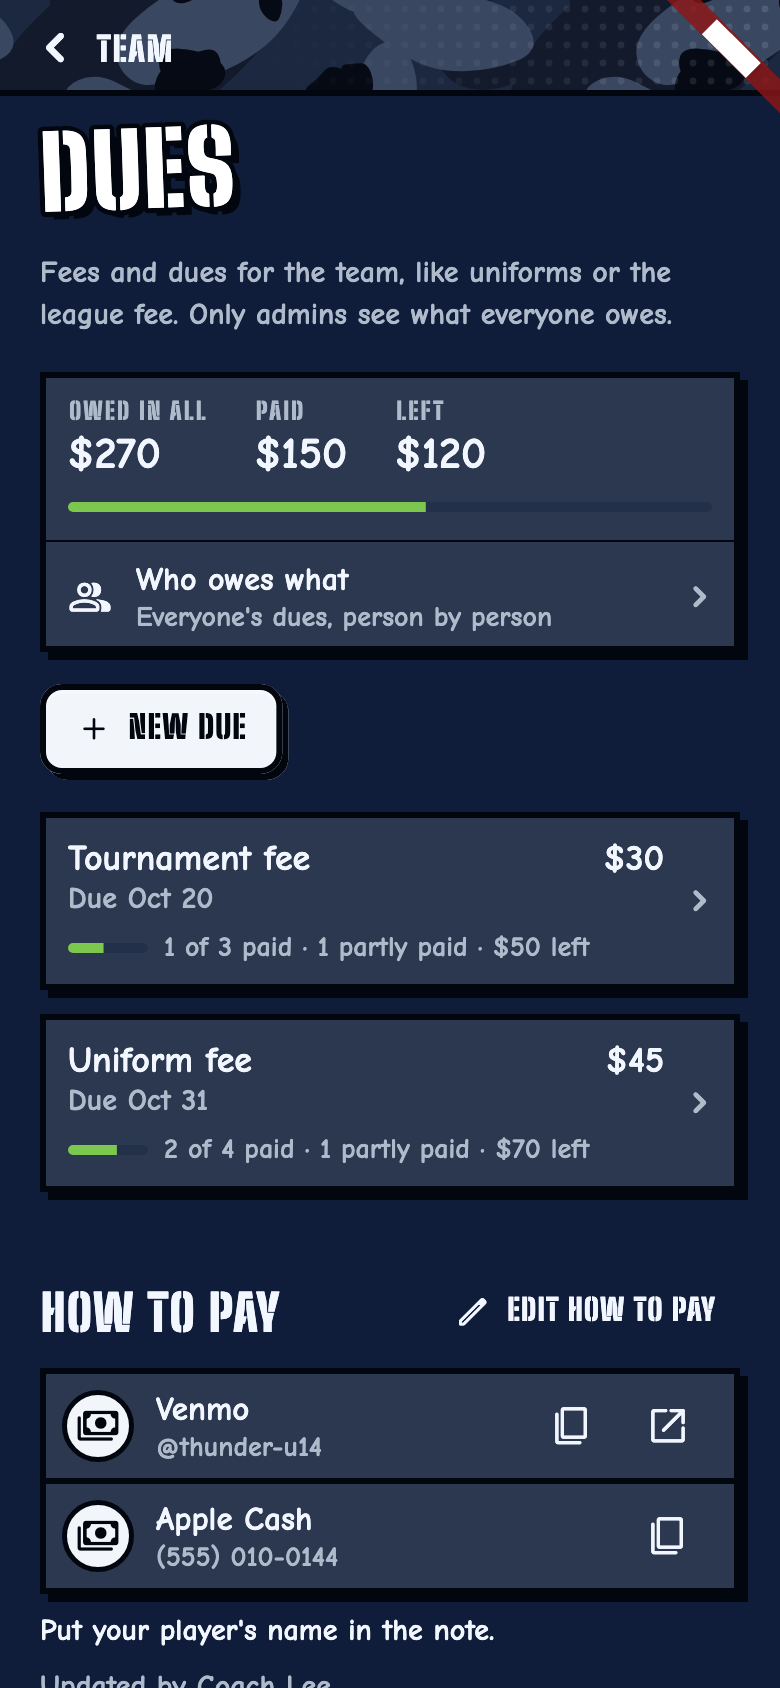 TEAM
DUES
Fees and dues for the team, like uniforms or the
league fee. Only admins see what everyone owes.
OWED IN ALL PAID LEFT
$270 $150 $120
Who owes what
Everyone's dues, person by person
+ NEW DUE
Tournament fee $30
Due Oct 20
1 of 3 paid · 1 partly paid · $50 left
Uniform fee $45
Due Oct 31
2 of 4 paid · 1 partly paid · $70 left
HOW TO PAY EDIT HOW TO PAY
Venmo
@thunder-u14
Apple Cash
(555) 010-0144
Put your player's name in the note.
Updated by Coach Lee